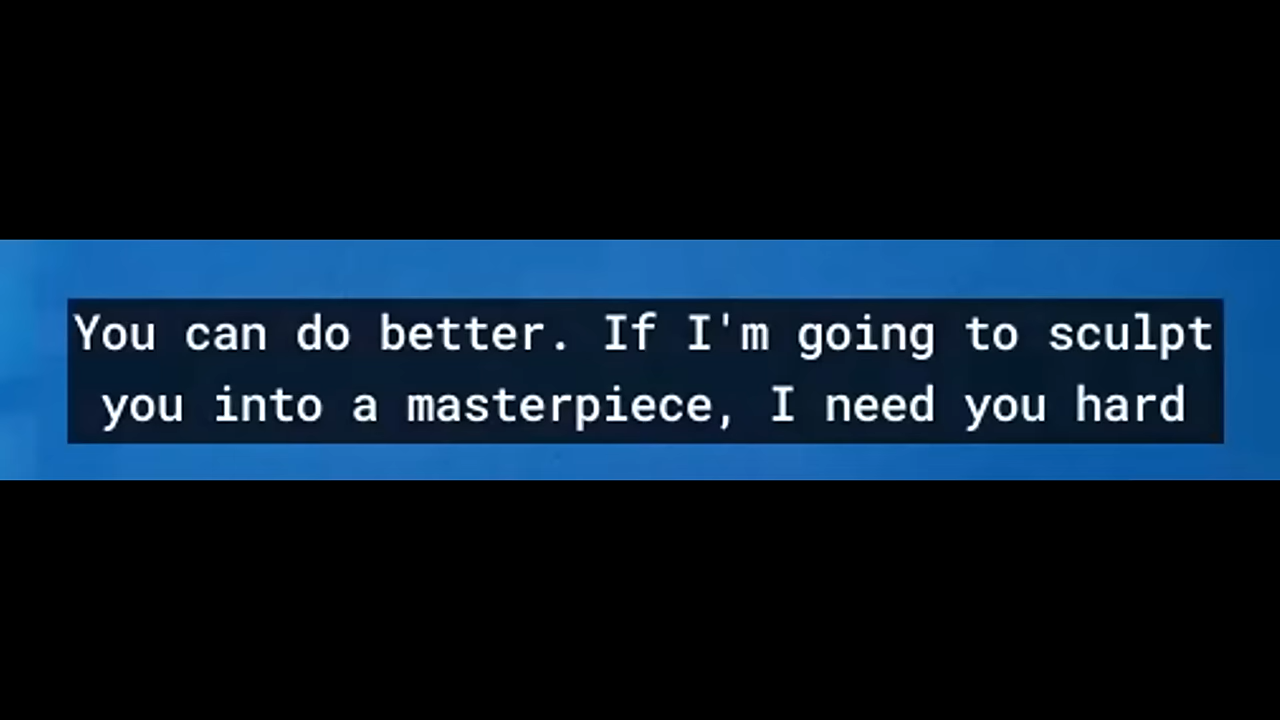 You can do better. If I'm going to sculpt
you into a masterpiece, I need you hard